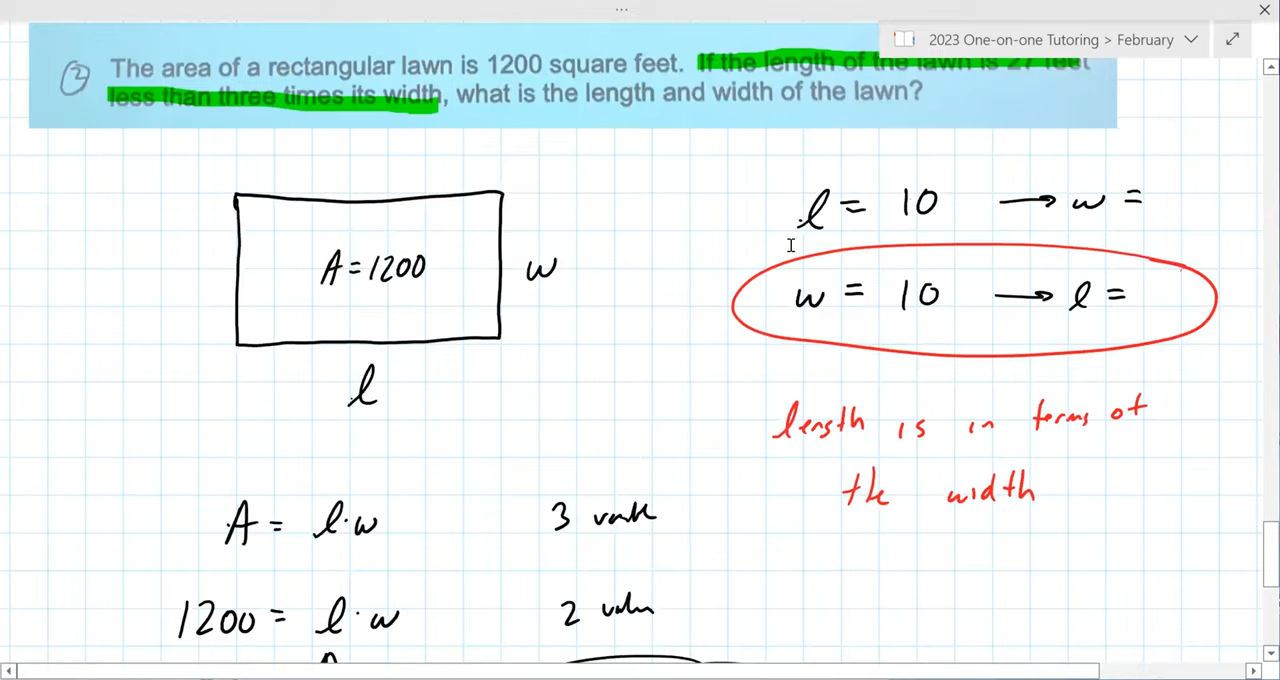 2023 One-on-one Tutoring > February
② The area of a rectangular lawn is 1200 square feet. If the length of the lawn is 27 feet
less than three times its width, what is the length and width of the lawn?
l = 10 → w =
A = 1200
w
w = 10 → l =
l
length is in terms of
the width
A = l·w
3
1200 = l·w
2